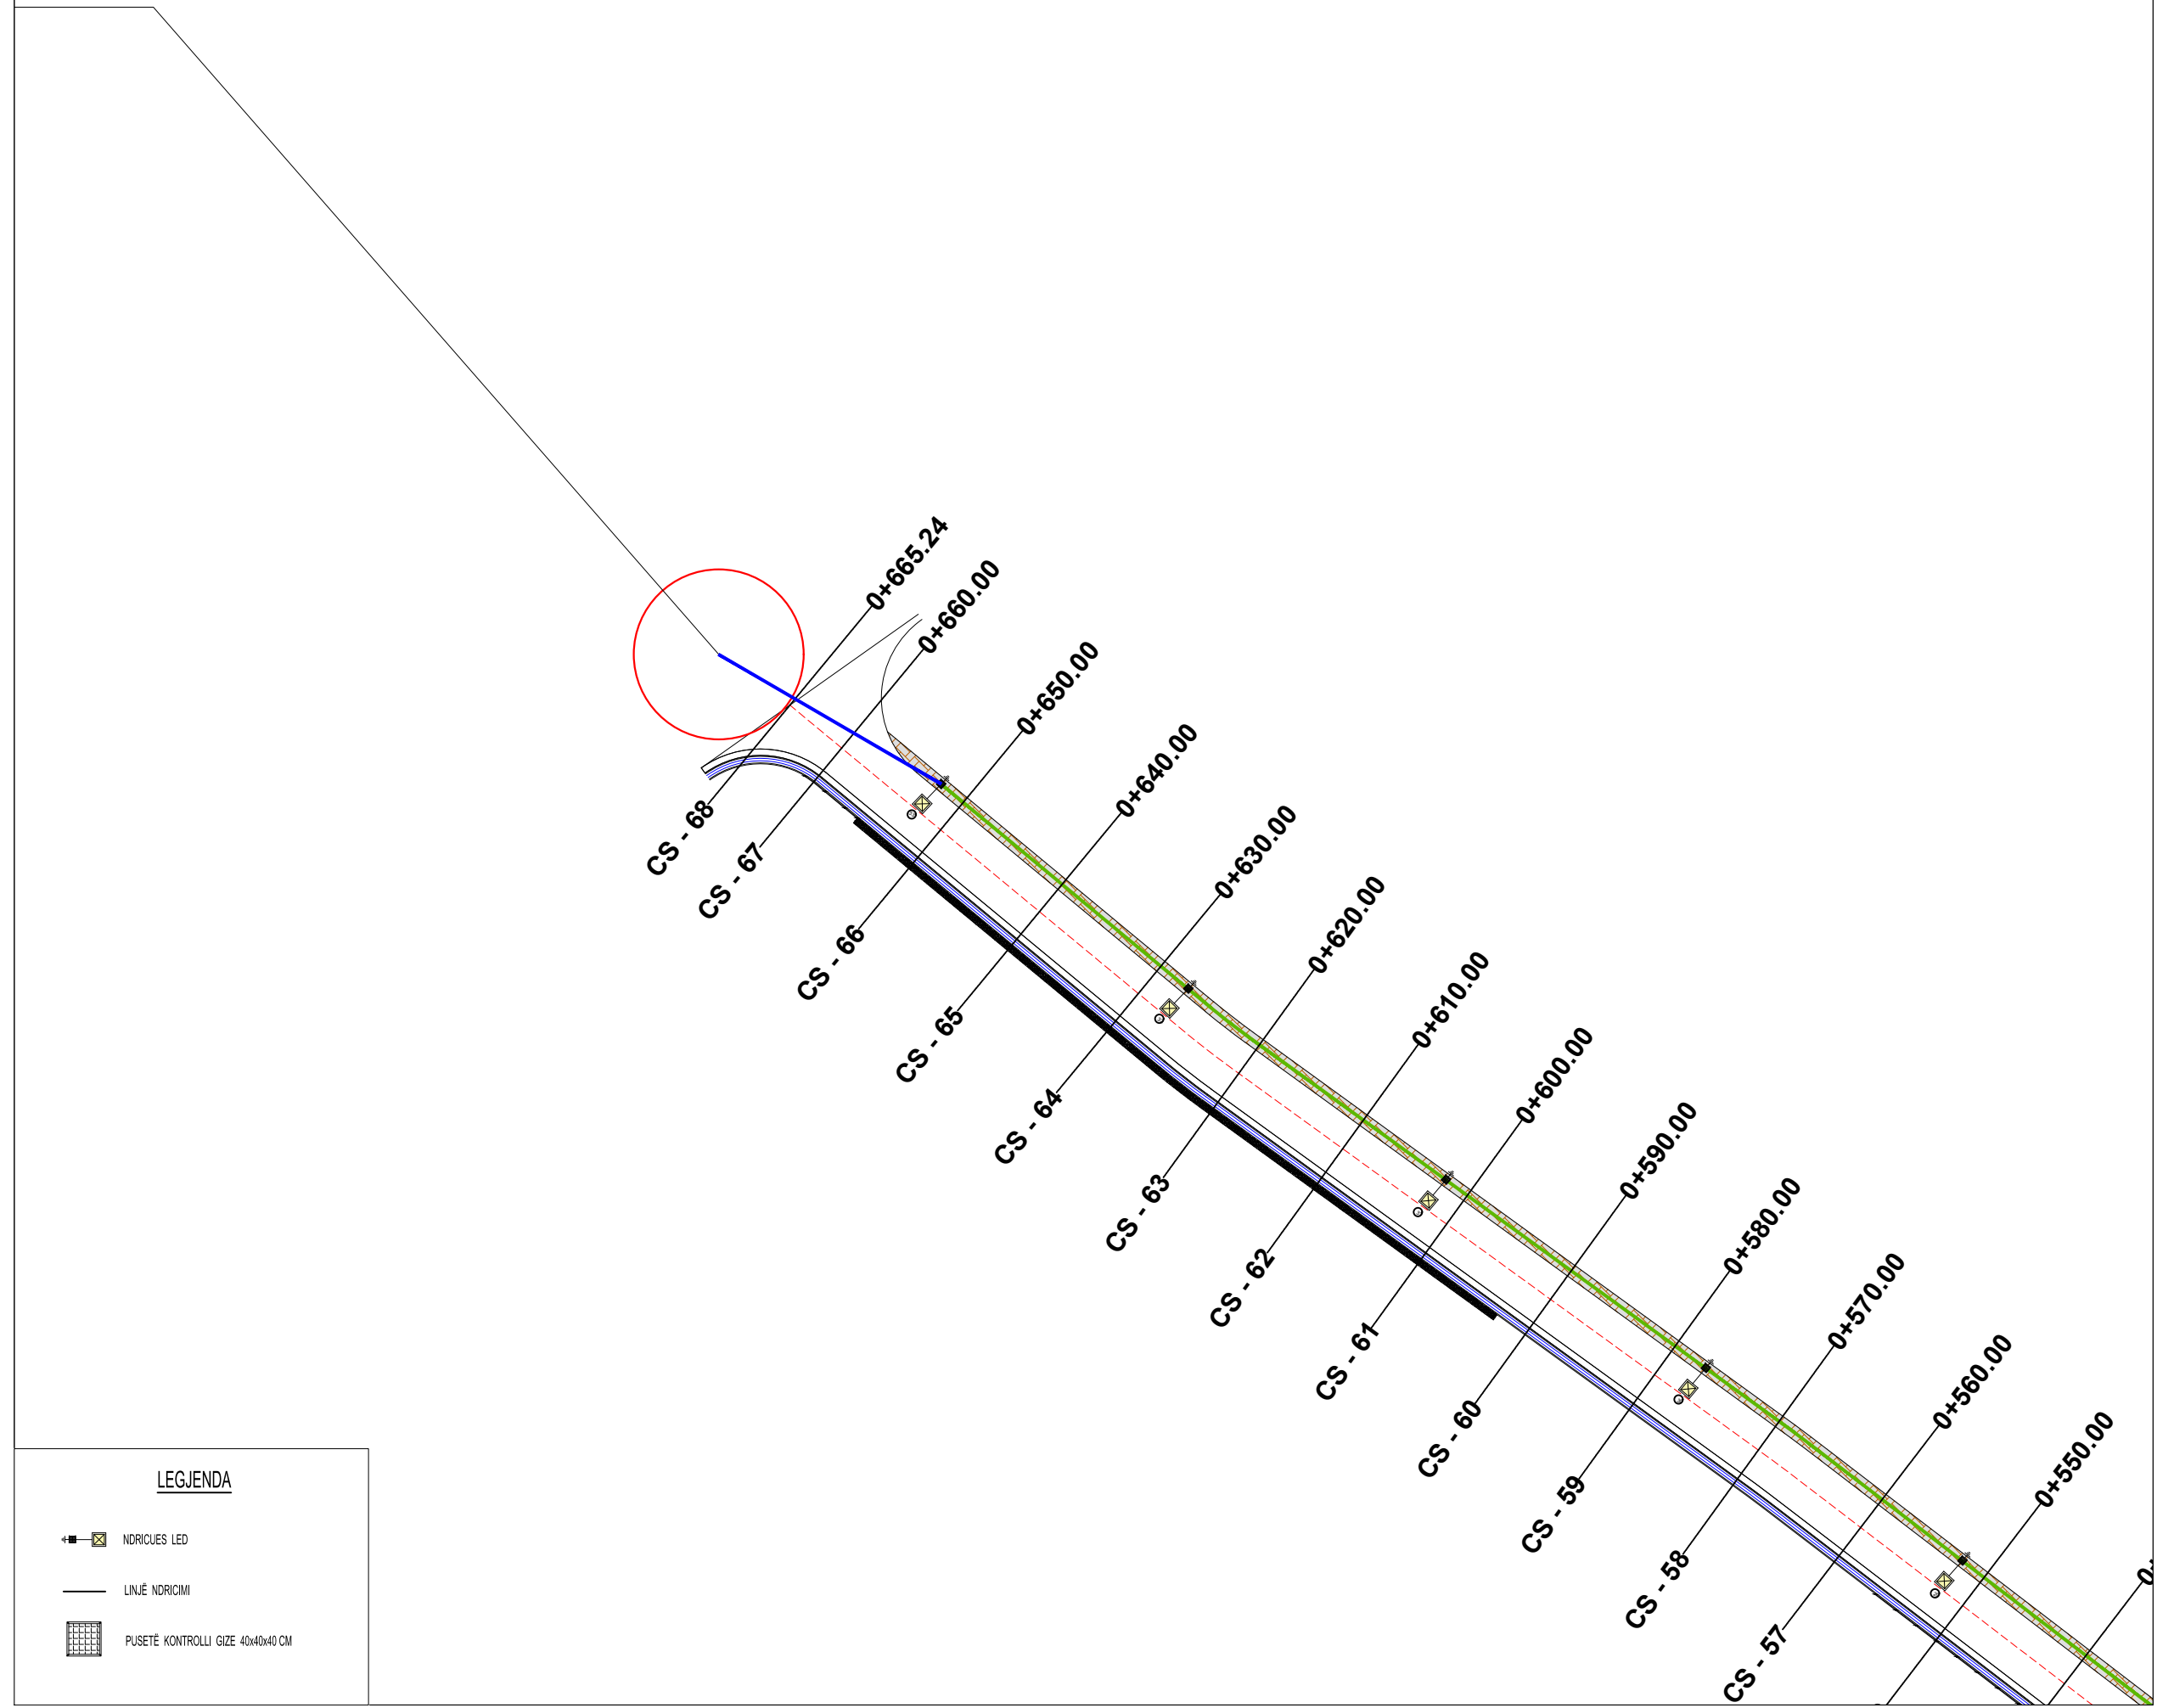 0+665.24
0+660.00
0+650.00
0+640.00
0+630.00
0+620.00
0+610.00
0+600.00
0+590.00
0+580.00
0+570.00
0+560.00
0+550.00
CS - 68
CS - 67
CS - 66
CS - 65
CS - 64
CS - 63
CS - 62
CS - 61
CS - 60
CS - 59
CS - 58
CS - 57
LEGJENDA
NDRICUES LED
LINJË NDRICIMI
PUSETË KONTROLLI GIZE 40x40x40 CM